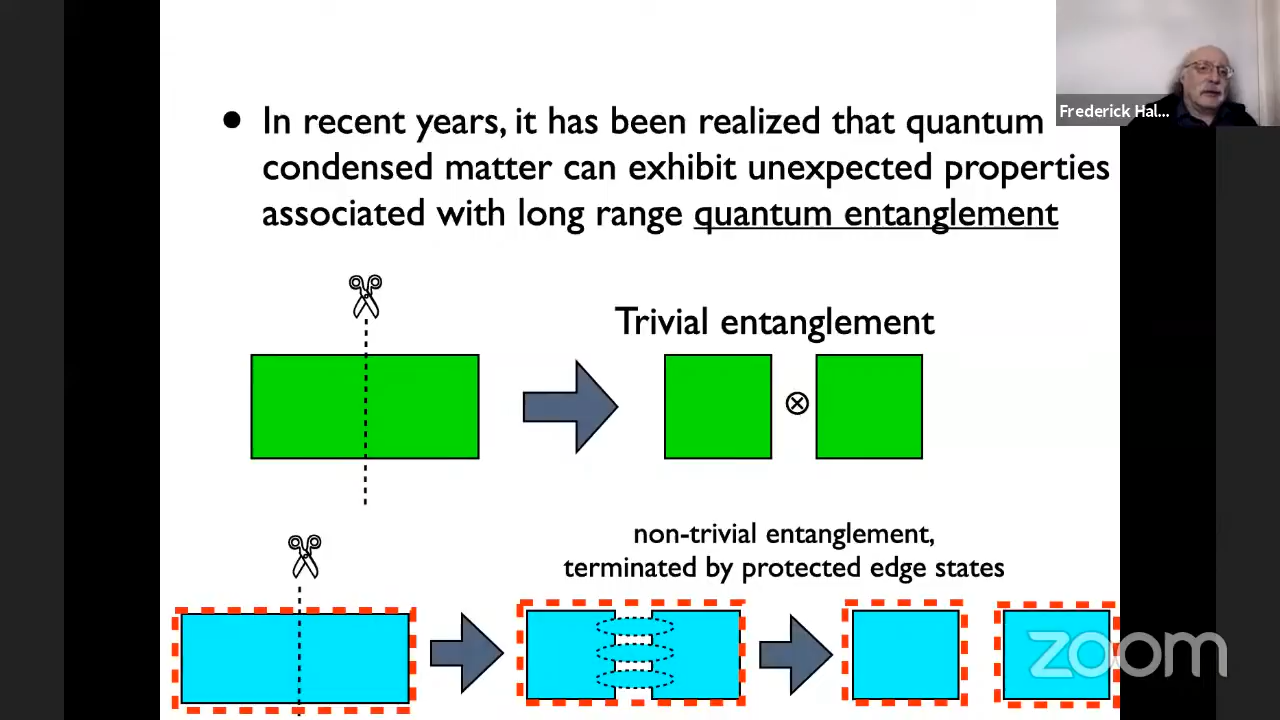 Frederick Hal...
• In recent years, it has been realized that quantum
condensed matter can exhibit unexpected properties
associated with long range quantum entanglement
Trivial entanglement
⊗
non-trivial entanglement,
terminated by protected edge states
zoom